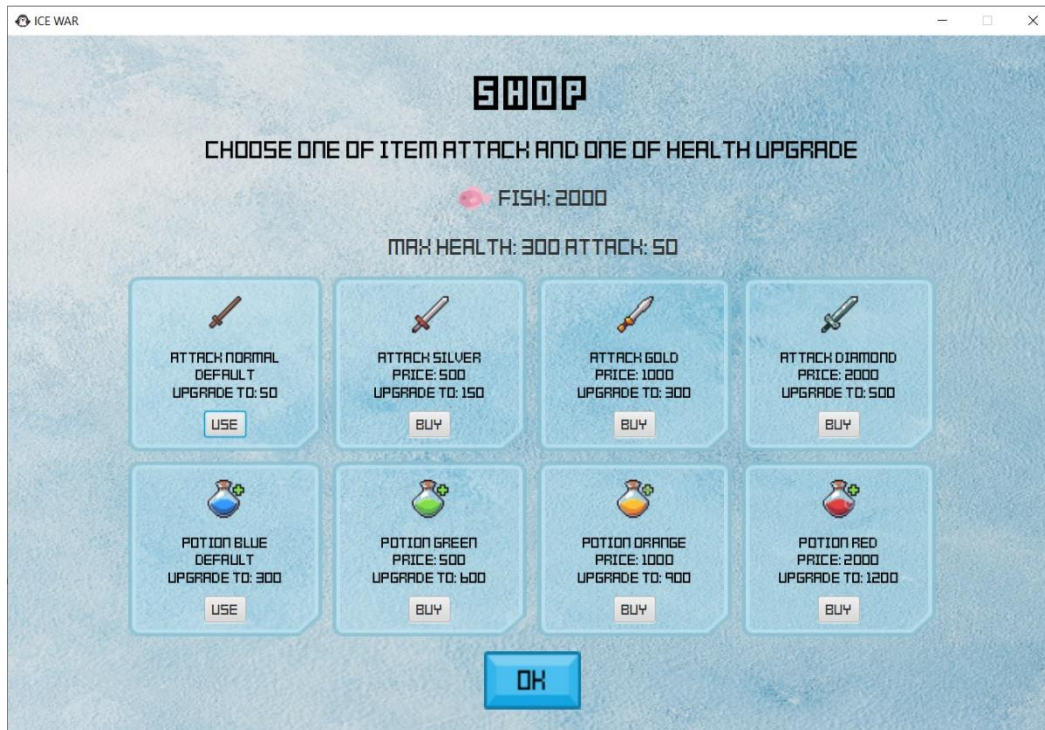 ICE WAR
SHOP
CHOOSE ONE OF ITEM ATTACK AND ONE OF HEALTH UPGRADE
FISH: 2000
MAX HEALTH: 300 ATTACK: 50
ATTACK NORMAL
DEFAULT
UPGRADE TO: 50
USE
ATTACK SILVER
PRICE: 500
UPGRADE TO: 150
BUY
ATTACK GOLD
PRICE: 1000
UPGRADE TO: 300
BUY
ATTACK DIAMOND
PRICE: 2000
UPGRADE TO: 500
BUY
POTION BLUE
DEFAULT
UPGRADE TO: 300
USE
POTION GREEN
PRICE: 500
UPGRADE TO: 600
BUY
POTION ORANGE
PRICE: 1000
UPGRADE TO: 900
BUY
POTION RED
PRICE: 2000
UPGRADE TO: 1200
BUY
OK